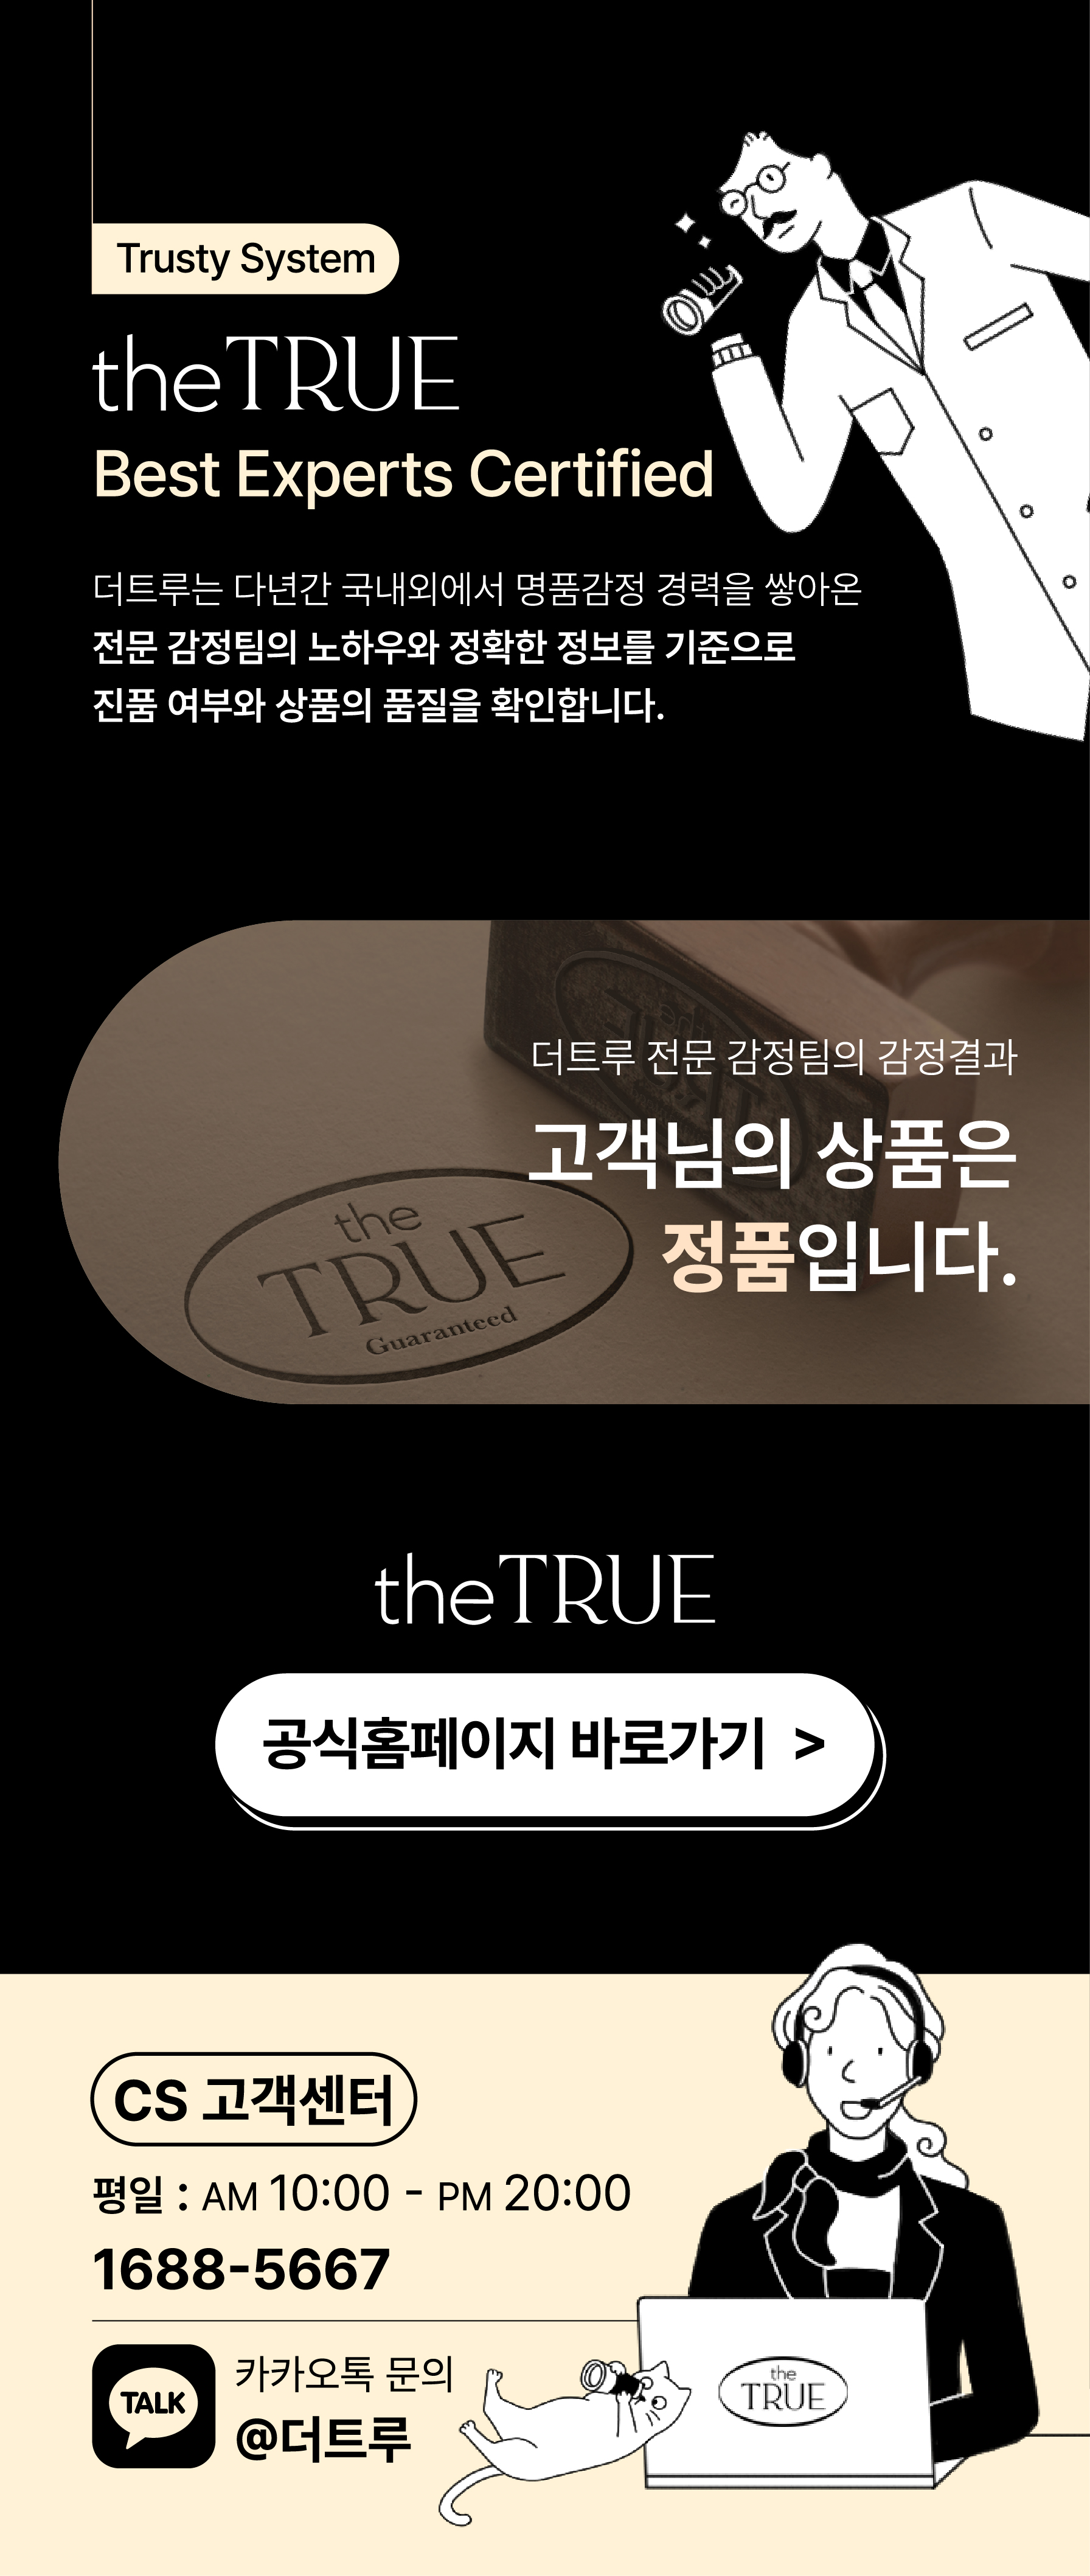 Trusty System
the TRUE
Best Experts Certified
더트루는 다년간 국내외에서 명품감정 경력을 쌓아온
전문 감정팀의 노하우와 정확한 정보를 기준으로
진품 여부와 상품의 품질을 확인합니다.
더트루 전문 감정팀의 감정결과
고객님의 상품은
정품입니다.
the
TRUE
Guaranteed
the TRUE
공식홈페이지 바로가기 >
CS 고객센터
평일 : AM 10:00 - PM 20:00
1688-5667
TALK
카카오톡 문의
@더트루
the
TRUE